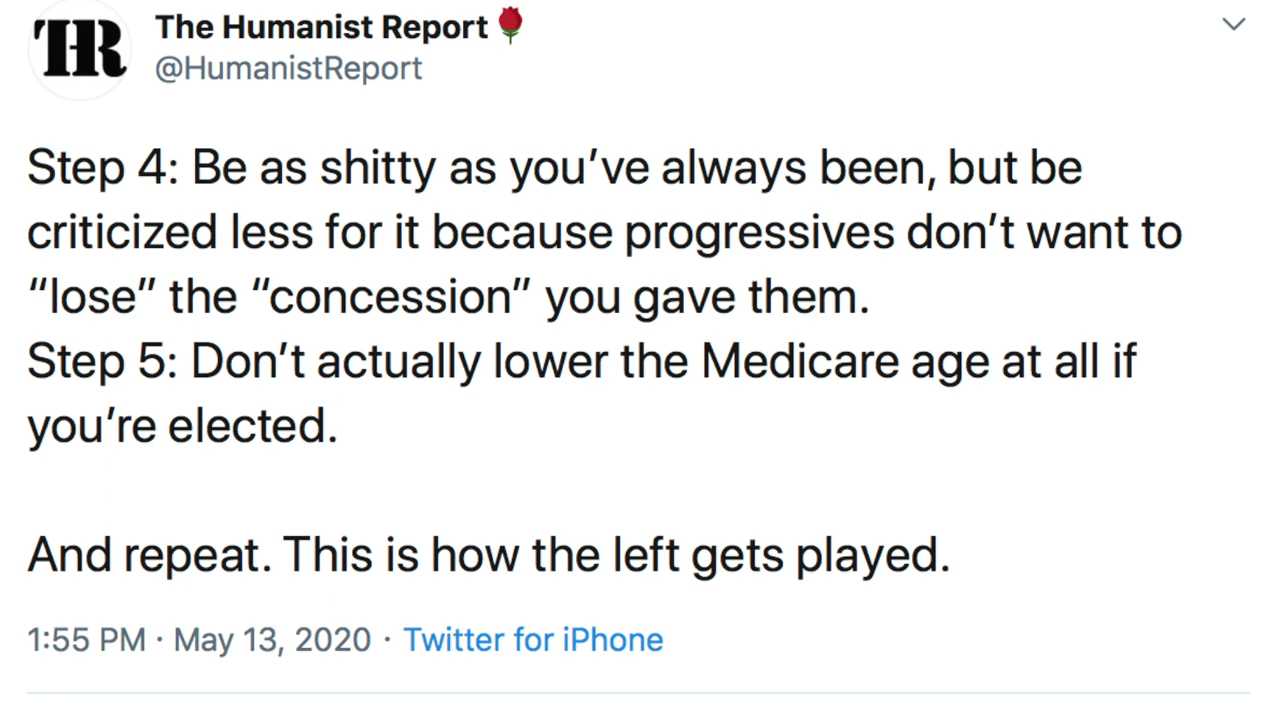 THR
The Humanist Report🌹
@HumanistReport
Step 4: Be as shitty as you’ve always been, but be
criticized less for it because progressives don’t want to
“lose” the “concession” you gave them.
Step 5: Don’t actually lower the Medicare age at all if
you’re elected.
And repeat. This is how the left gets played.
1:55 PM · May 13, 2020 · Twitter for iPhone